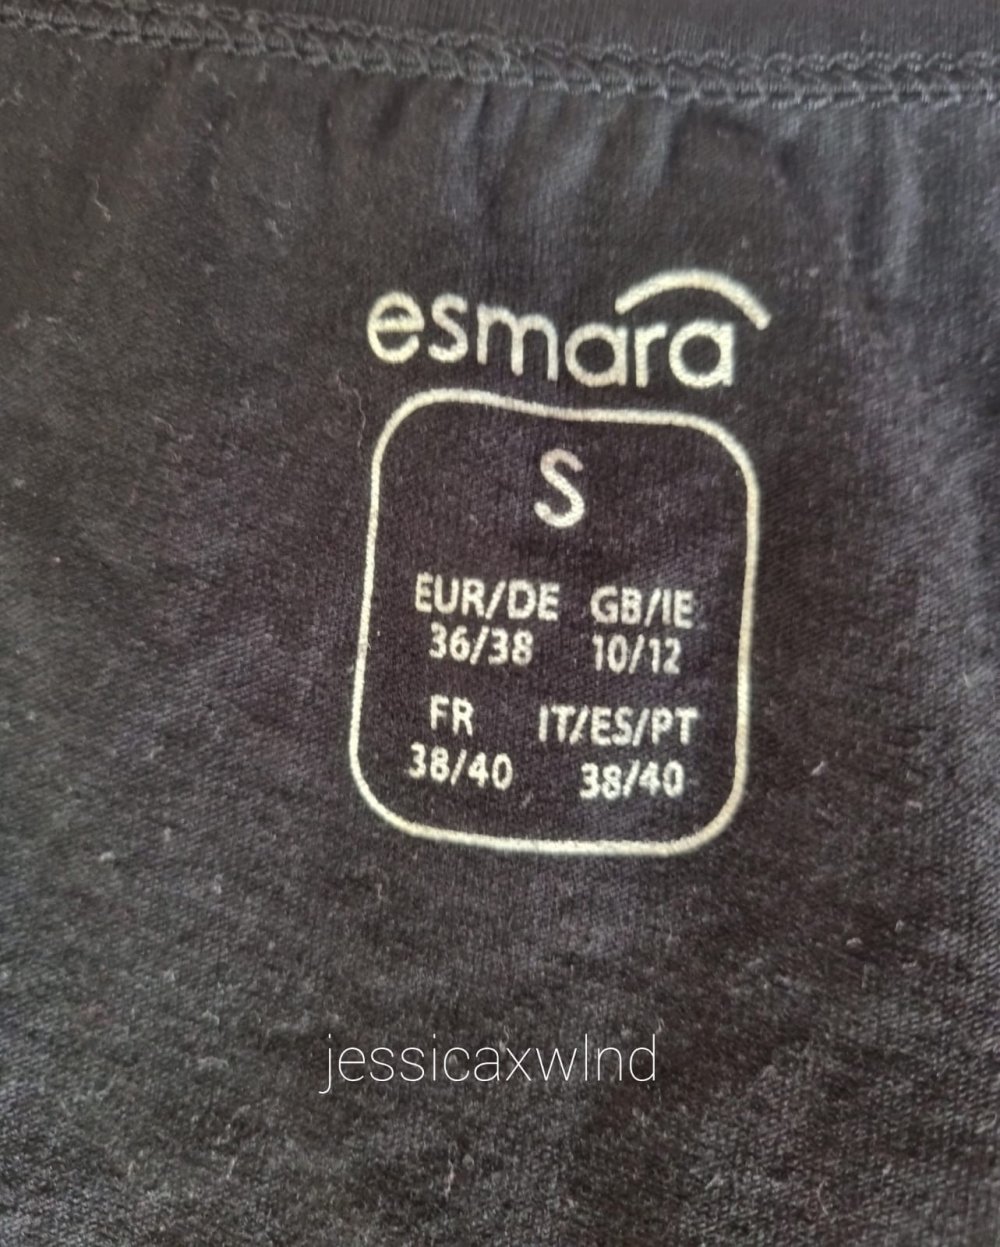 esmara
S
EUR/DE GB/IE
36/38 10/12
FR IT/ES/PT
38/40 38/40
jessicaxwlnd